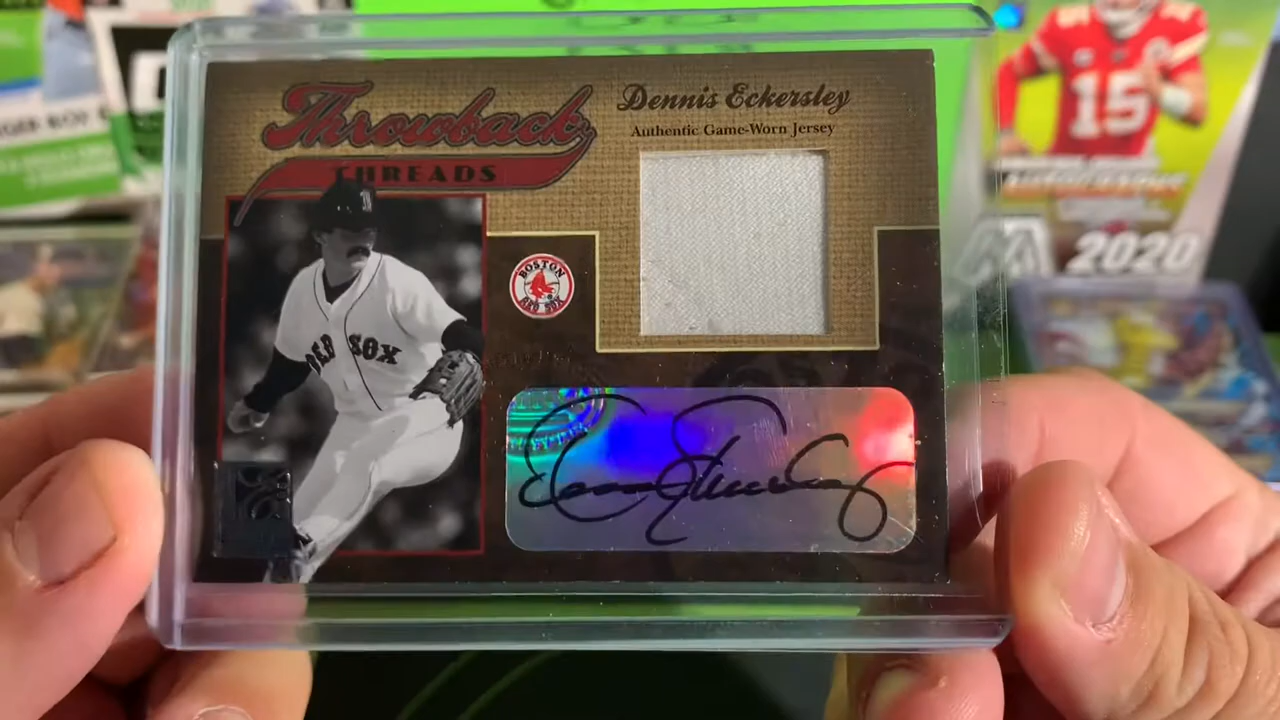 Throwback
THREADS
Dennis Eckersley
Authentic Game-Worn Jersey
BOSTON
RED SOX
RED SOX
15
2020